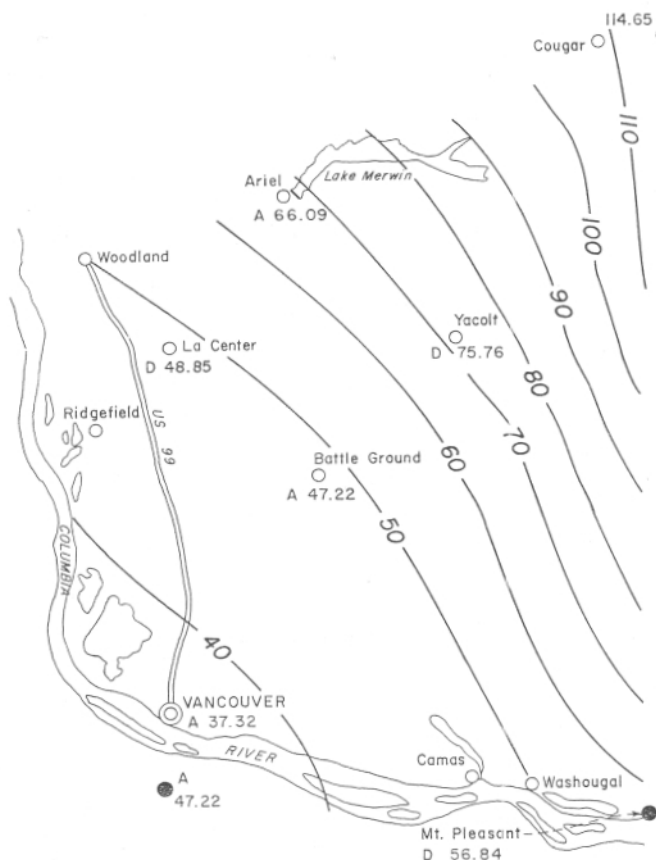 114.65
Cougar
110
Lake Merwin
Ariel
A 66.09
100
Woodland
90
Yacolt
D 75.76
La Center
D 48.85
80
Ridgefield
US 99
70
60
Battle Ground
A 47.22
50
COLUMBIA
40
VANCOUVER
A 37.32
RIVER
Camas
Washougal
A
47.22
Mt. Pleasant
D 56.84